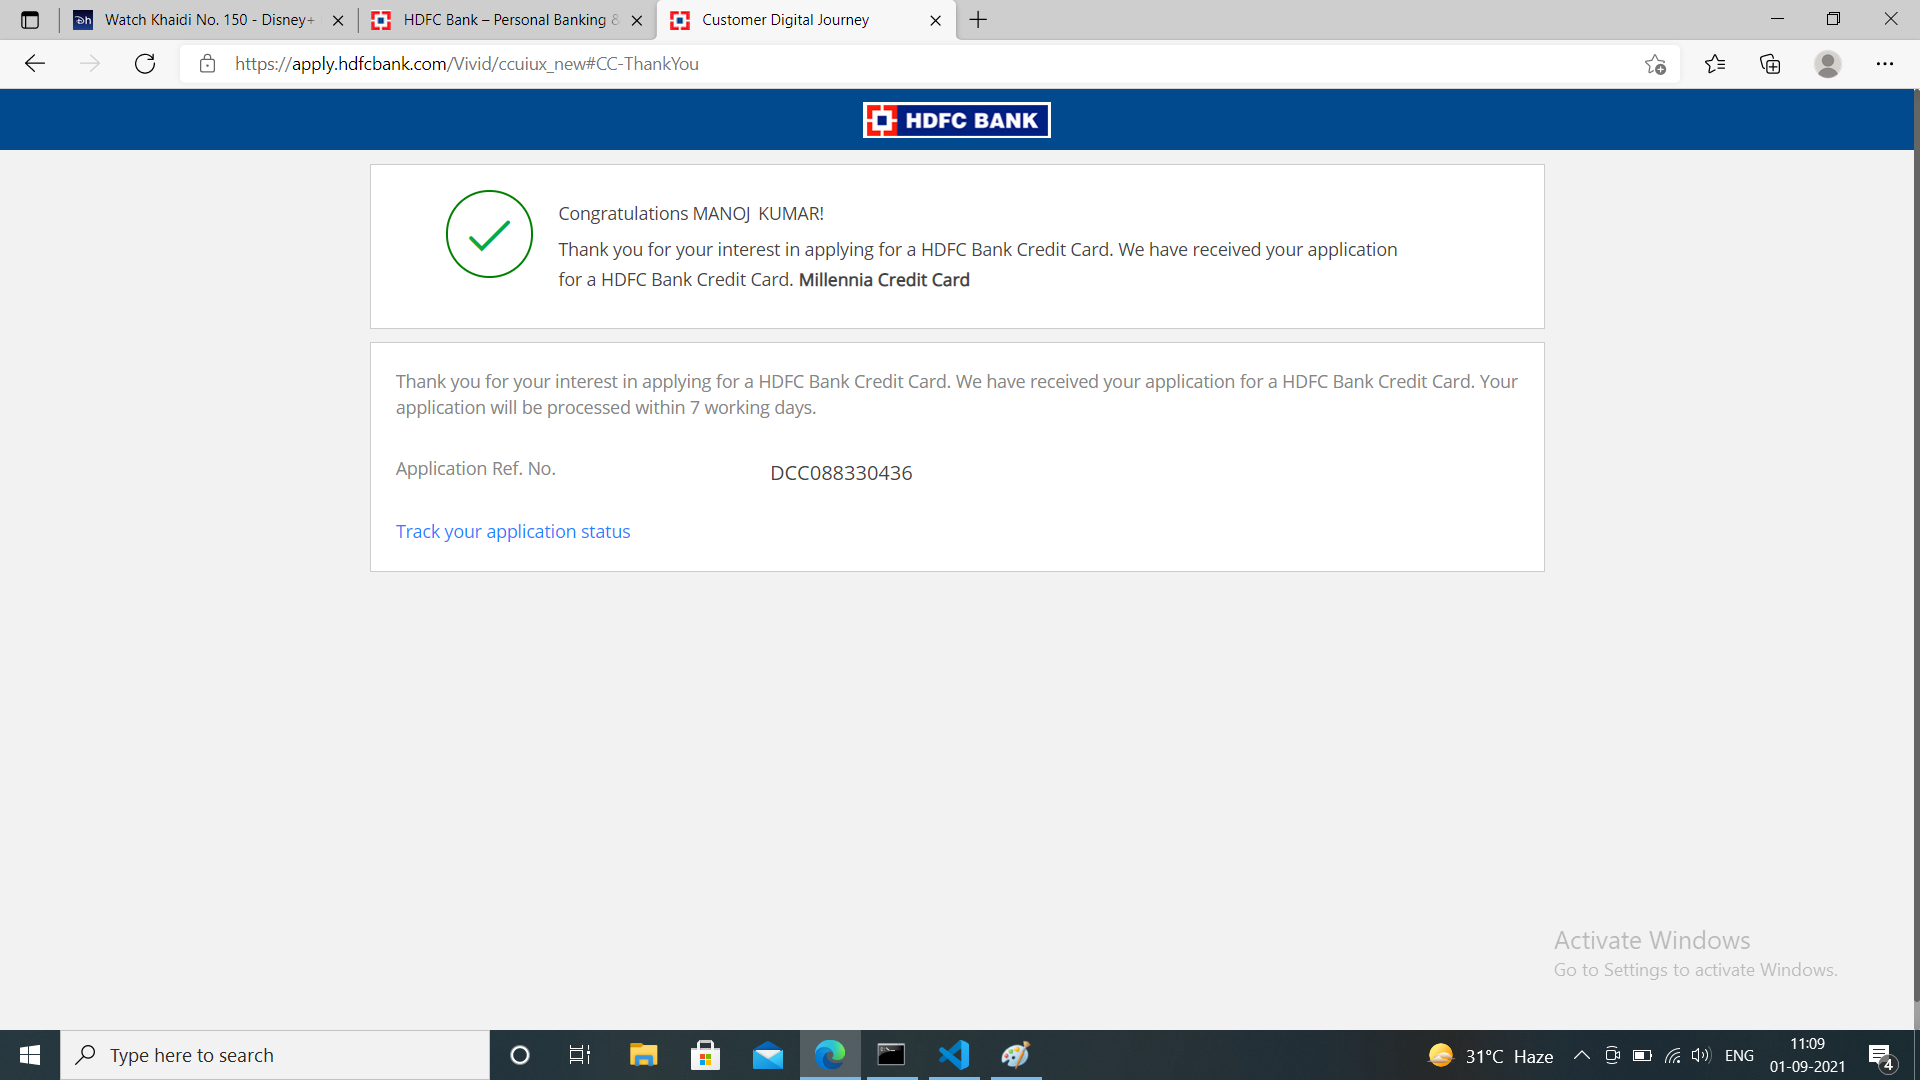 Watch Khaidi No. 150 - Disney+
HDFC Bank – Personal Banking &
Customer Digital Journey
https://apply.hdfcbank.com/Vivid/ccuiux_new#CC-ThankYou
HDFC BANK
Congratulations MANOJ  KUMAR!
Thank you for your interest in applying for a HDFC Bank Credit Card. We have received your application
for a HDFC Bank Credit Card. Millennia Credit Card
Thank you for your interest in applying for a HDFC Bank Credit Card. We have received your application for a HDFC Bank Credit Card. Your
application will be processed within 7 working days.
Application Ref. No. DCC088330436
Track your application status
Activate Windows
Go to Settings to activate Windows.
Type here to search
31°C Haze
ENG
11:09
01-09-2021
4